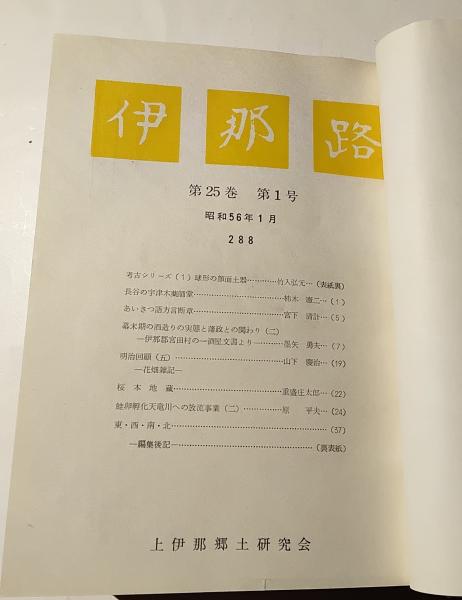 伊那路
第25巻 第1号
昭和56年1月
288
考古シリーズ(1)球形の顔面土器…………竹入弘元…(表紙裏)
長谷の宇津木薬師堂……………………柿木 憲二…(1)
あいさつ語方言断章……………………宮下 清計…(5)
幕末期の酒造りの実態と藩政との関わり(二)
―伊那部宮田村の一酒屋文書より―…………墨矢 勇夫…(7)
明治回顧(五)……………………………山下 慶治…(19)
―花畑雑記―
桜本地蔵……………………………………重盛庄太郎…(22)
鮭卵孵化天竜川への放流事業(二)…………原 平夫…(24)
東・西・南・北……………………………………………(37)
―編集後記―……………………………………………(裏表紙)
上伊那郷土研究会